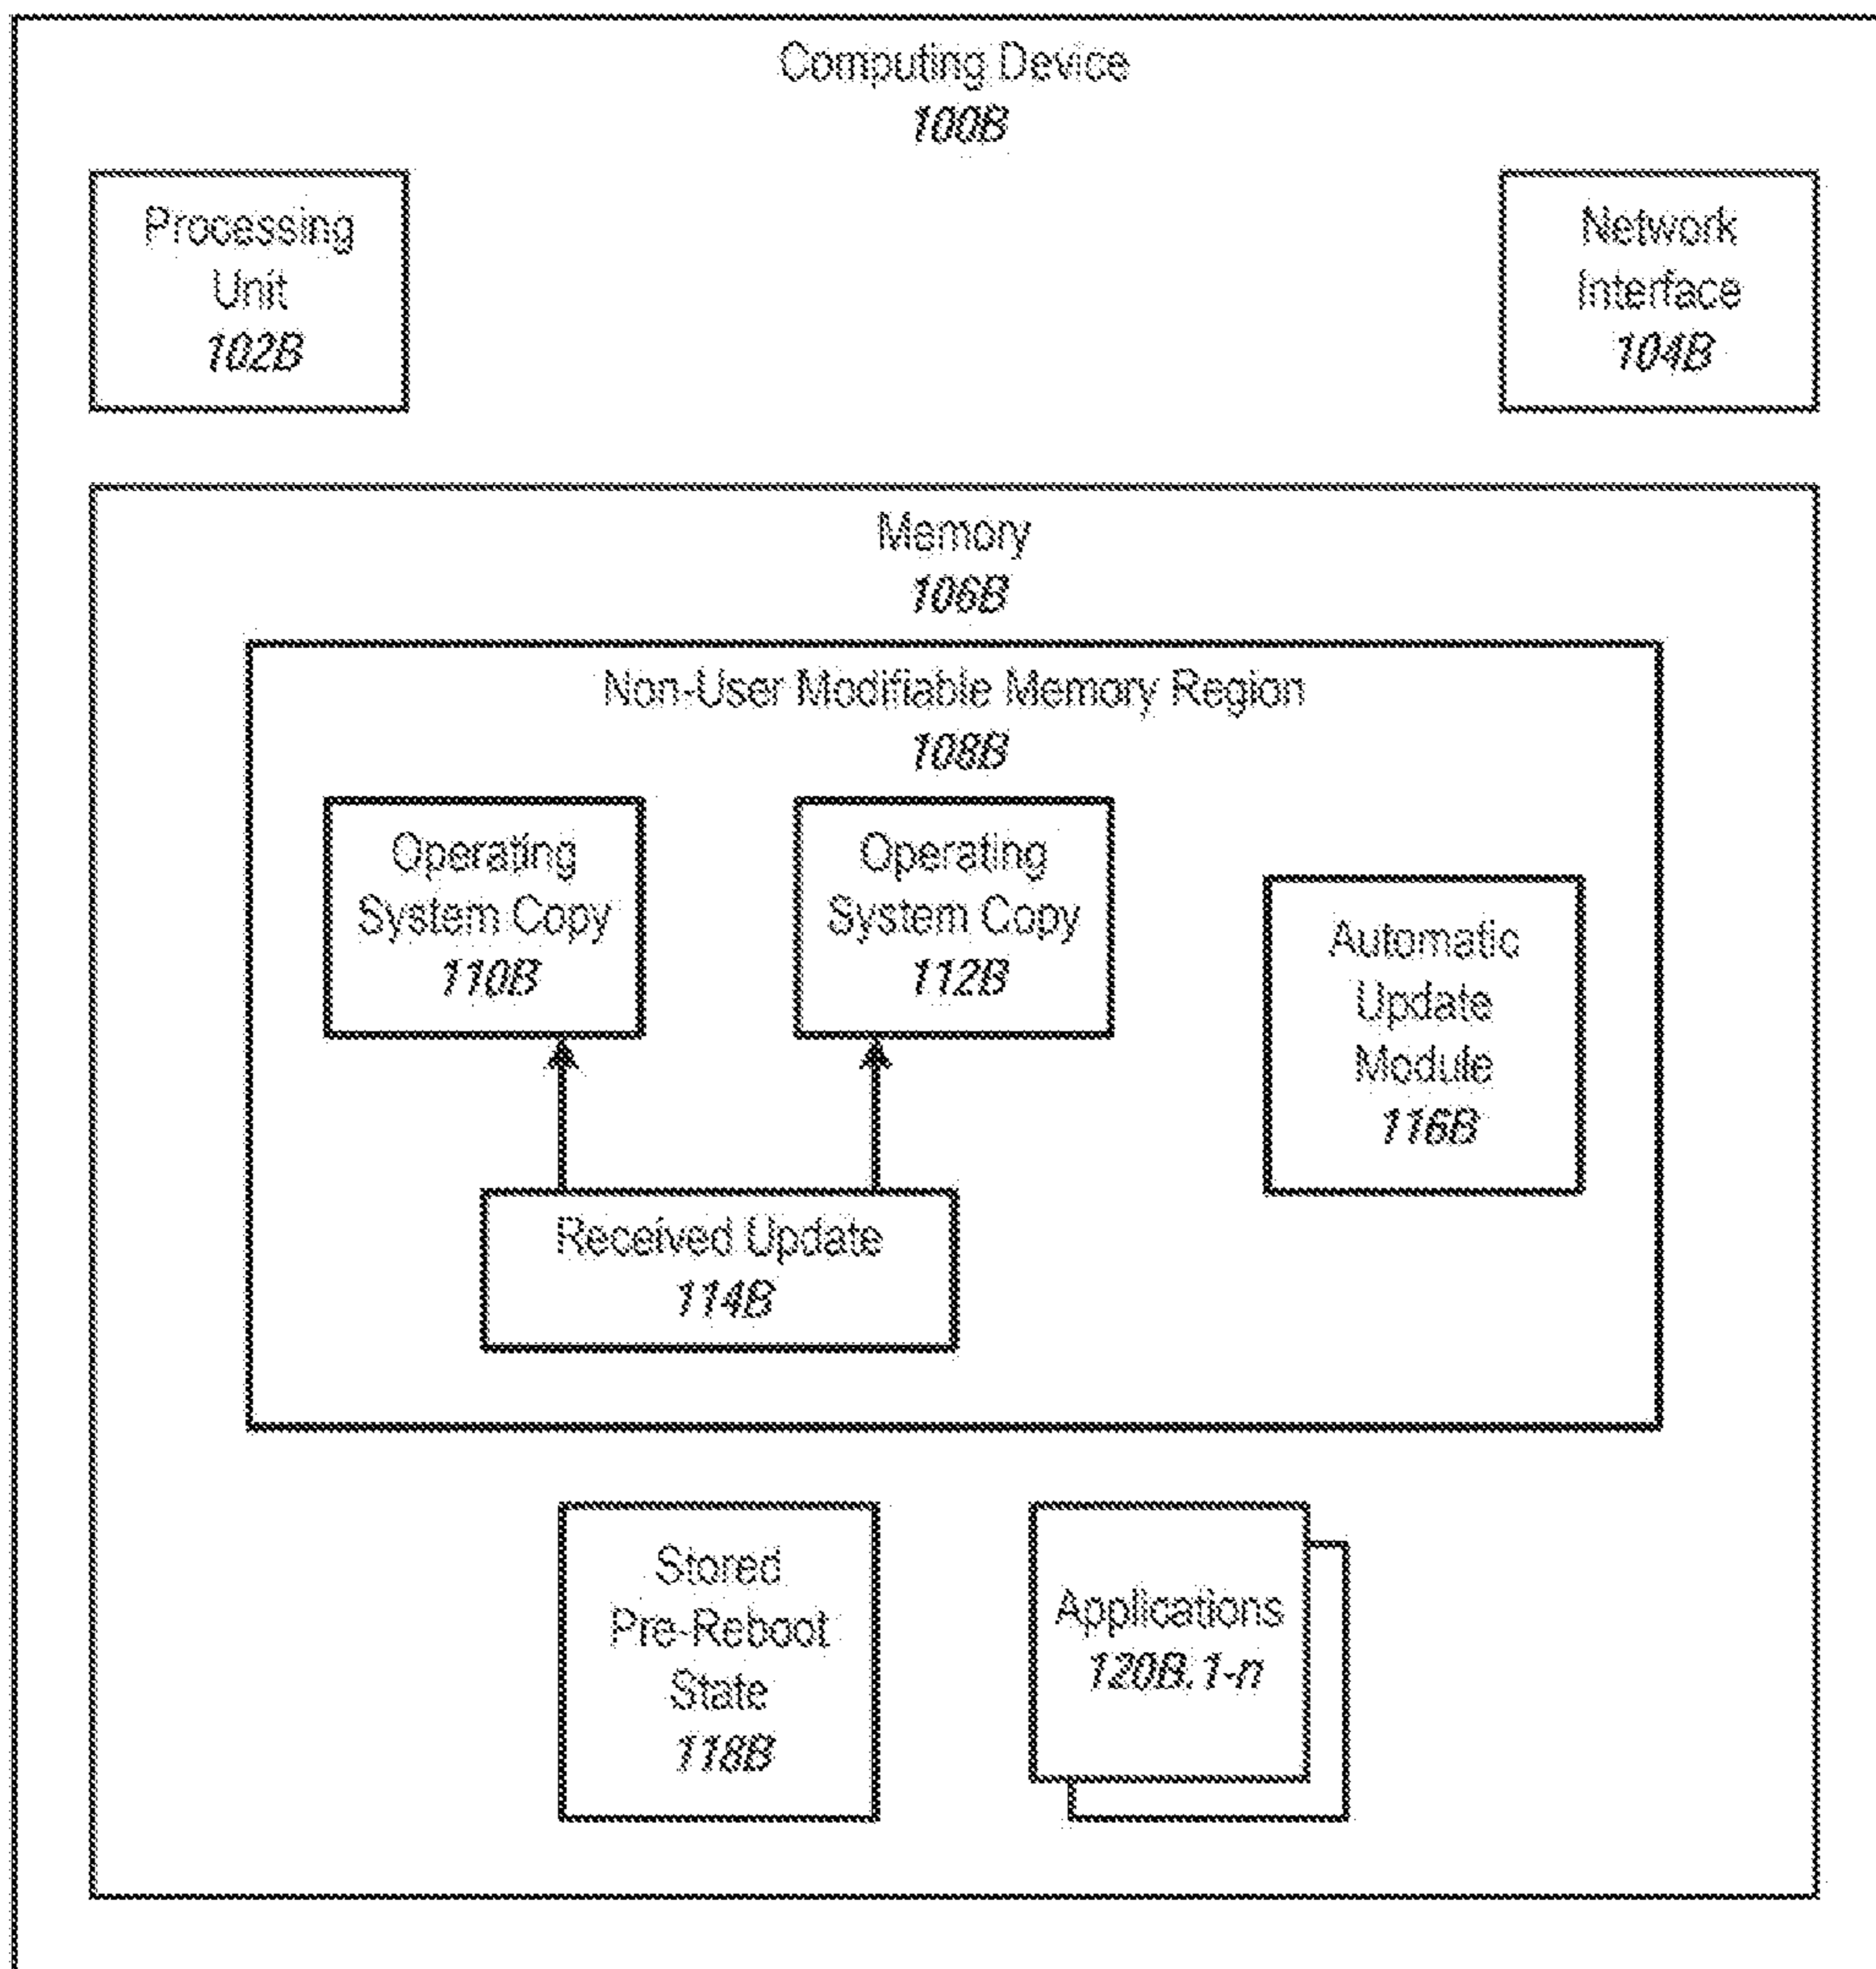 Computing Device
100B
Processing
Unit
102B
Network
Interface
104B
Memory
106B
Non-User Modifiable Memory Region
108B
Operating
System Copy
110B
Operating
System Copy
112B
Automatic
Update
Module
116B
Received Update
114B
Stored
Pre-Reboot
State
118B
Applications
120B.1-n